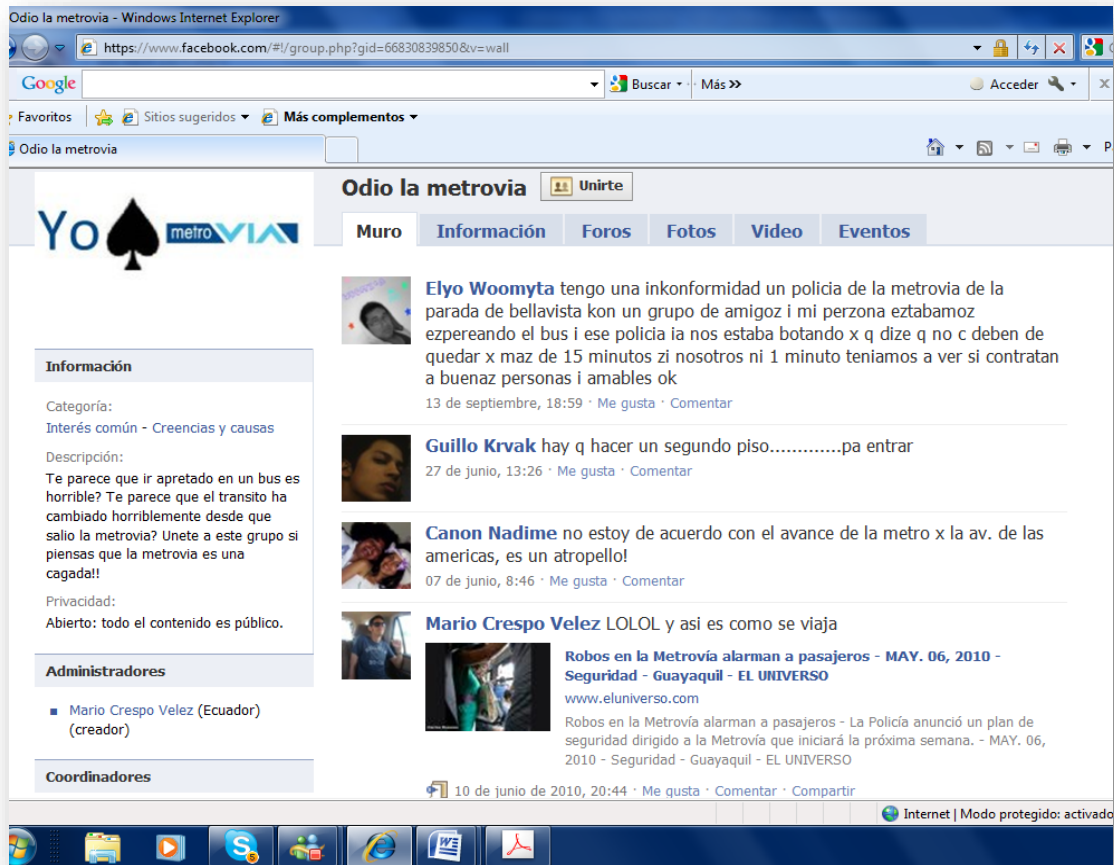 Odio la metrovia - Windows Internet Explorer
https://www.facebook.com/#!/group.php?gid=66830839850&v=wall
Google
Buscar
Más »
Acceder
Favoritos
Sitios sugeridos
Más complementos
Odio la metrovia
Yo metroVIA
Odio la metrovia
Unirte
Muro Información Foros Fotos Video Eventos
Elyo Woomyta tengo una inkonformidad un policia de la metrovia de la
parada de bellavista kon un grupo de amigoz i mi perzona eztabamoz
ezpereando el bus i ese policia ia nos estaba botando x q dize q no c deben de
quedar x maz de 15 minutos zi nosotros ni 1 minuto teniamos a ver si contratan
a buenaz personas i amables ok
13 de septiembre, 18:59 · Me gusta · Comentar
Guillo Krvak hay q hacer un segundo piso.............pa entrar
27 de junio, 13:26 · Me gusta · Comentar
Canon Nadime no estoy de acuerdo con el avance de la metro x la av. de las
americas, es un atropello!
07 de junio, 8:46 · Me gusta · Comentar
Mario Crespo Velez LOLOL y asi es como se viaja
Robos en la Metrovía alarman a pasajeros - MAY. 06, 2010 -
Seguridad - Guayaquil - EL UNIVERSO
www.eluniverso.com
Robos en la Metrovía alarman a pasajeros - La Policía anunció un plan de
seguridad dirigido a la Metrovía que iniciará la próxima semana. - MAY. 06,
2010 - Seguridad - Guayaquil - EL UNIVERSO
10 de junio de 2010, 20:44 · Me gusta · Comentar · Compartir
Información
Categoría:
Interés común - Creencias y causas
Descripción:
Te parece que ir apretado en un bus es
horrible? Te parece que el transito ha
cambiado horriblemente desde que
salio la metrovia? Unete a este grupo si
piensas que la metrovia es una
cagada!!
Privacidad:
Abierto: todo el contenido es público.
Administradores
Mario Crespo Velez (Ecuador)
(creador)
Coordinadores
Internet | Modo protegido: activado